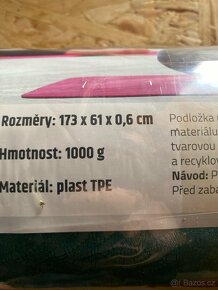 Rozměry: 173 x 61 x 0,6 cm
Hmotnost: 1000 g
Materiál: plast TPE
Podložka
materiálu
tvarovou
a recyklov
Návod: P
Před zaba
Bazoš.cz